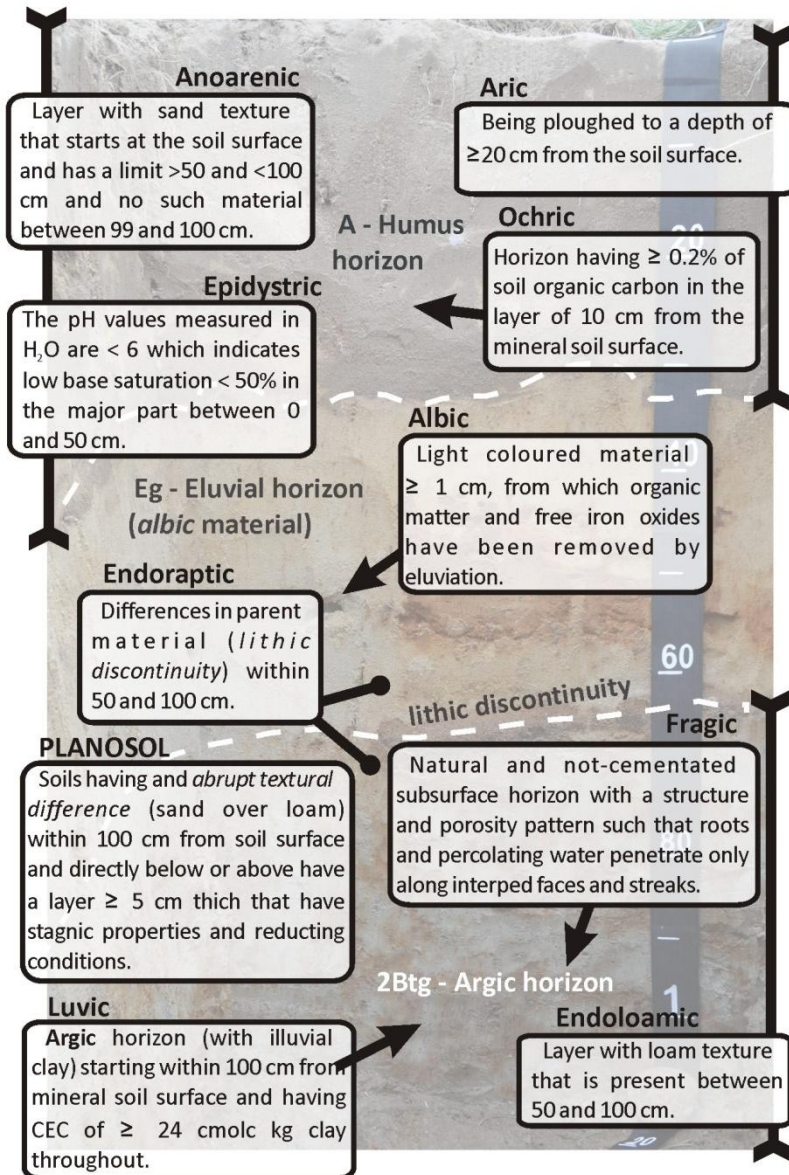 Anoarenic
Layer with sand texture
that starts at the soil surface
and has a limit >50 and <100
cm and no such material
between 99 and 100 cm.
Aric
Being ploughed to a depth of
≥20 cm from the soil surface.
20
A - Humus
horizon
Ochric
Horizon having ≥ 0.2% of
soil organic carbon in the
layer of 10 cm from the
mineral soil surface.
Epidystric
The pH values measured in
H₂O are < 6 which indicates
low base saturation < 50% in
the major part between 0
and 50 cm.
Albic
Light coloured material
≥ 1 cm, from which organic
matter and free iron oxides
have been removed by
eluviation.
40
Eg - Eluvial horizon
(albic material)
Endoraptic
Differences in parent
material (lithic
discontinuity) within
50 and 100 cm.
60
lithic discontinuity
PLANOSOL
Soils having and abrupt textural
difference (sand over loam)
within 100 cm from soil surface
and directly below or above have
a layer ≥ 5 cm thich that have
stagnic properties and reducting
conditions.
Fragic
Natural and not-cementated
subsurface horizon with a structure
and porosity pattern such that roots
and percolating water penetrate only
along interped faces and streaks.
80
2Btg - Argic horizon
1
Luvic
Argic horizon (with illuvial
clay) starting within 100 cm from
mineral soil surface and having
CEC of ≥ 24 cmolc kg clay
throughout.
Endoloamic
Layer with loam texture
that is present between
50 and 100 cm.
20